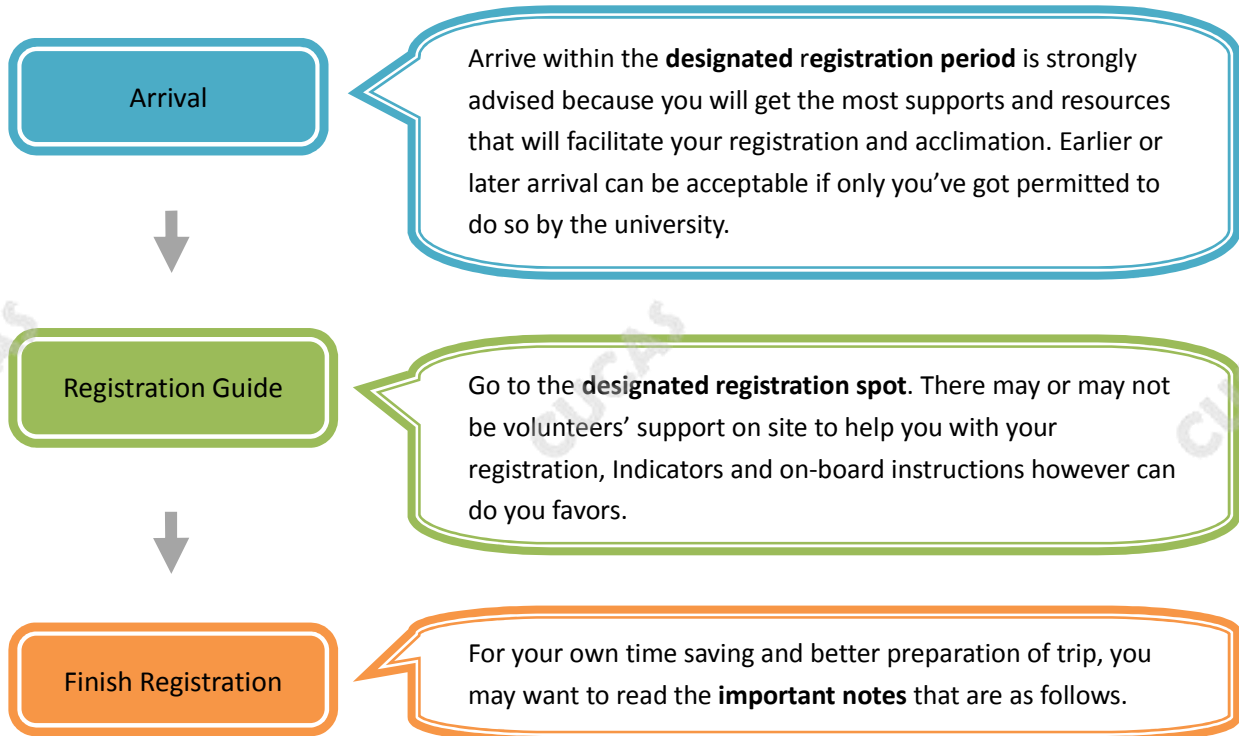 Arrival
Arrive within the designated registration period is strongly
advised because you will get the most supports and resources
that will facilitate your registration and acclimation. Earlier or
later arrival can be acceptable if only you’ve got permitted to
do so by the university.
Registration Guide
Go to the designated registration spot. There may or may not
be volunteers’ support on site to help you with your
registration, Indicators and on-board instructions however can
do you favors.
Finish Registration
For your own time saving and better preparation of trip, you
may want to read the important notes that are as follows.
CUCAS